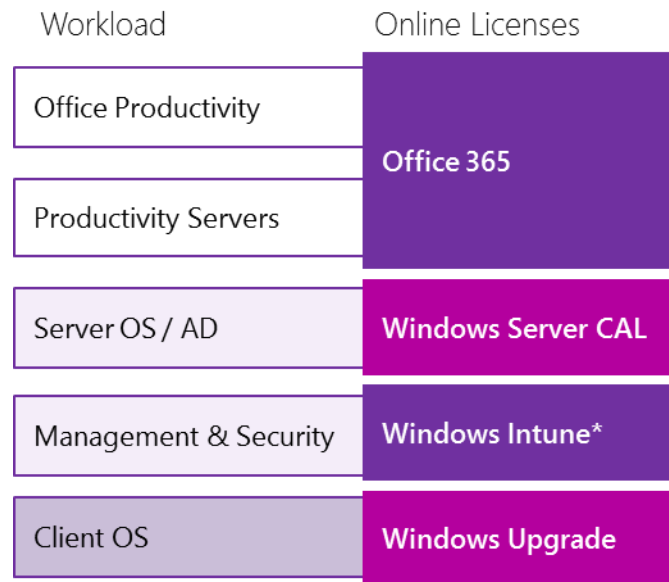 Workload
Online Licenses
Office Productivity
Office 365
Productivity Servers
Server OS / AD
Windows Server CAL
Management & Security
Windows Intune*
Client OS
Windows Upgrade